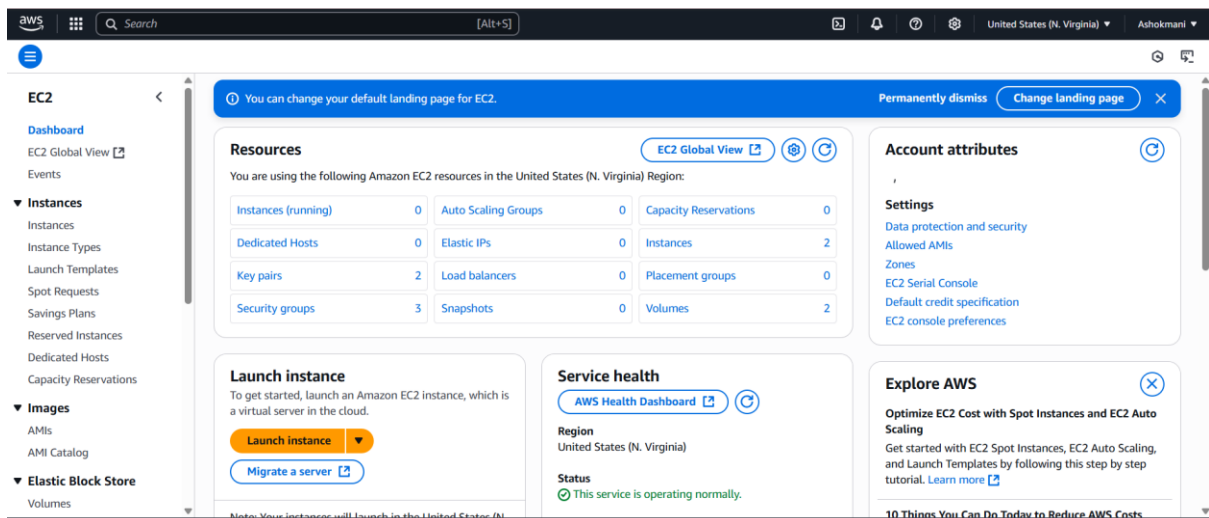 aws
Search [Alt+S]
United States (N. Virginia) ▼ Ashokmani ▼
EC2
Dashboard
EC2 Global View
Events
▼ Instances
Instances
Instance Types
Launch Templates
Spot Requests
Savings Plans
Reserved Instances
Dedicated Hosts
Capacity Reservations
▼ Images
AMIs
AMI Catalog
▼ Elastic Block Store
Volumes
You can change your default landing page for EC2. Permanently dismiss Change landing page
Resources EC2 Global View
You are using the following Amazon EC2 resources in the United States (N. Virginia) Region:
Instances (running) 0 Auto Scaling Groups 0 Capacity Reservations 0
Dedicated Hosts 0 Elastic IPs 0 Instances 2
Key pairs 2 Load balancers 0 Placement groups 0
Security groups 3 Snapshots 0 Volumes 2
Launch instance
To get started, launch an Amazon EC2 instance, which is
a virtual server in the cloud.
Launch instance ▼
Migrate a server
Note: Your instances will launch in the United States (N.
Service health
AWS Health Dashboard
Region
United States (N. Virginia)
Status
This service is operating normally.
Account attributes
,
Settings
Data protection and security
Allowed AMIs
Zones
EC2 Serial Console
Default credit specification
EC2 console preferences
Explore AWS
Optimize EC2 Cost with Spot Instances and EC2 Auto
Scaling
Get started with EC2 Spot Instances, EC2 Auto Scaling,
and Launch Templates by following this step by step
tutorial. Learn more
10 Things You Can Do Today to Reduce AWS Costs